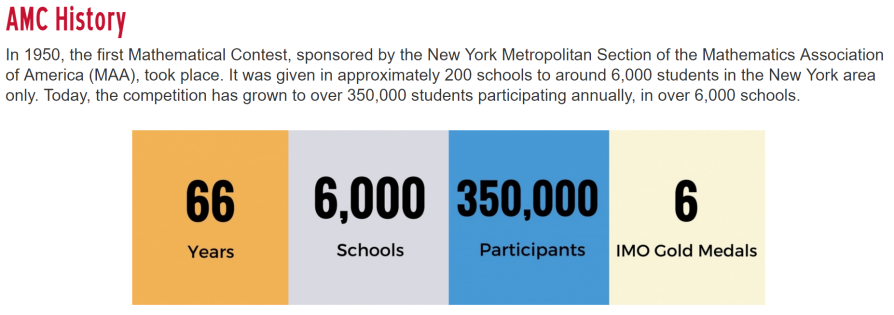 AMC History
In 1950, the first Mathematical Contest, sponsored by the New York Metropolitan Section of the Mathematics Association
of America (MAA), took place. It was given in approximately 200 schools to around 6,000 students in the New York area
only. Today, the competition has grown to over 350,000 students participating annually, in over 6,000 schools.
66
Years
6,000
Schools
350,000
Participants
6
IMO Gold Medals